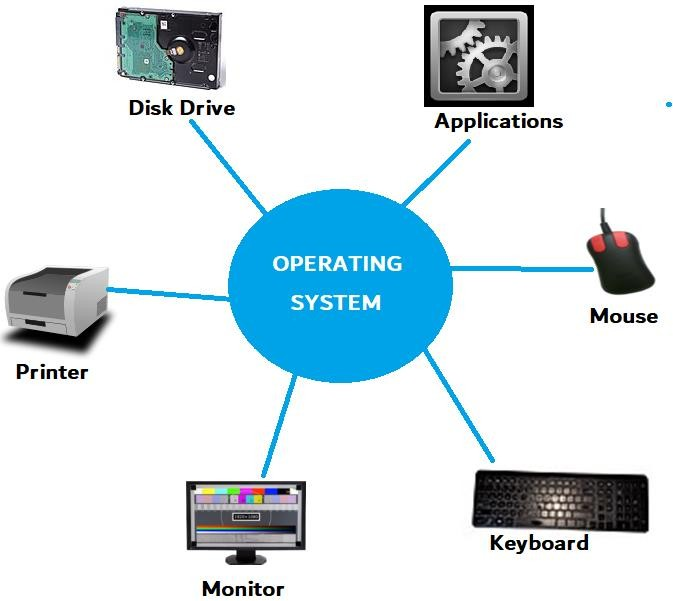 Disk Drive
Applications
OPERATING
SYSTEM
Mouse
Printer
Keyboard
Monitor